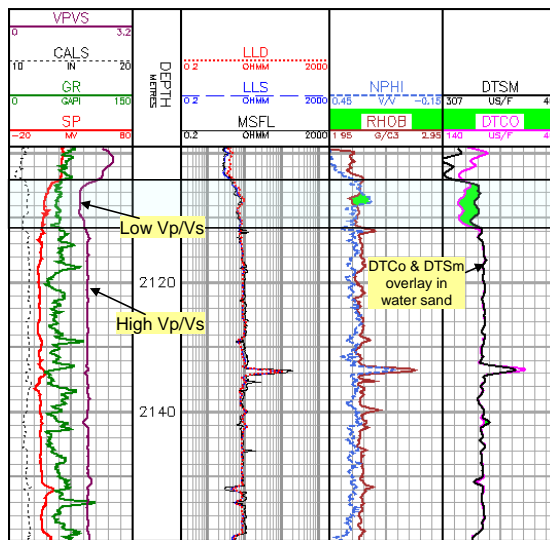 VPVS
0 3.2
CALS
10 IN 20
GR
0 GAPI 150
SP
-20 MV 80
DEPTH
METRES
LLD
0.2 OHMM 2000
LLS
0.2 OHMM 2000
MSFL
0.2 OHMM 2000
NPHI
0.45 V/V -0.15
RHOB
1.95 G/C3 2.95
DTSM
307 US/F 4
DTCO
140 US/F 4
Low Vp/Vs
High Vp/Vs
DTCo & DTSm
overlay in
water sand
2120
2140